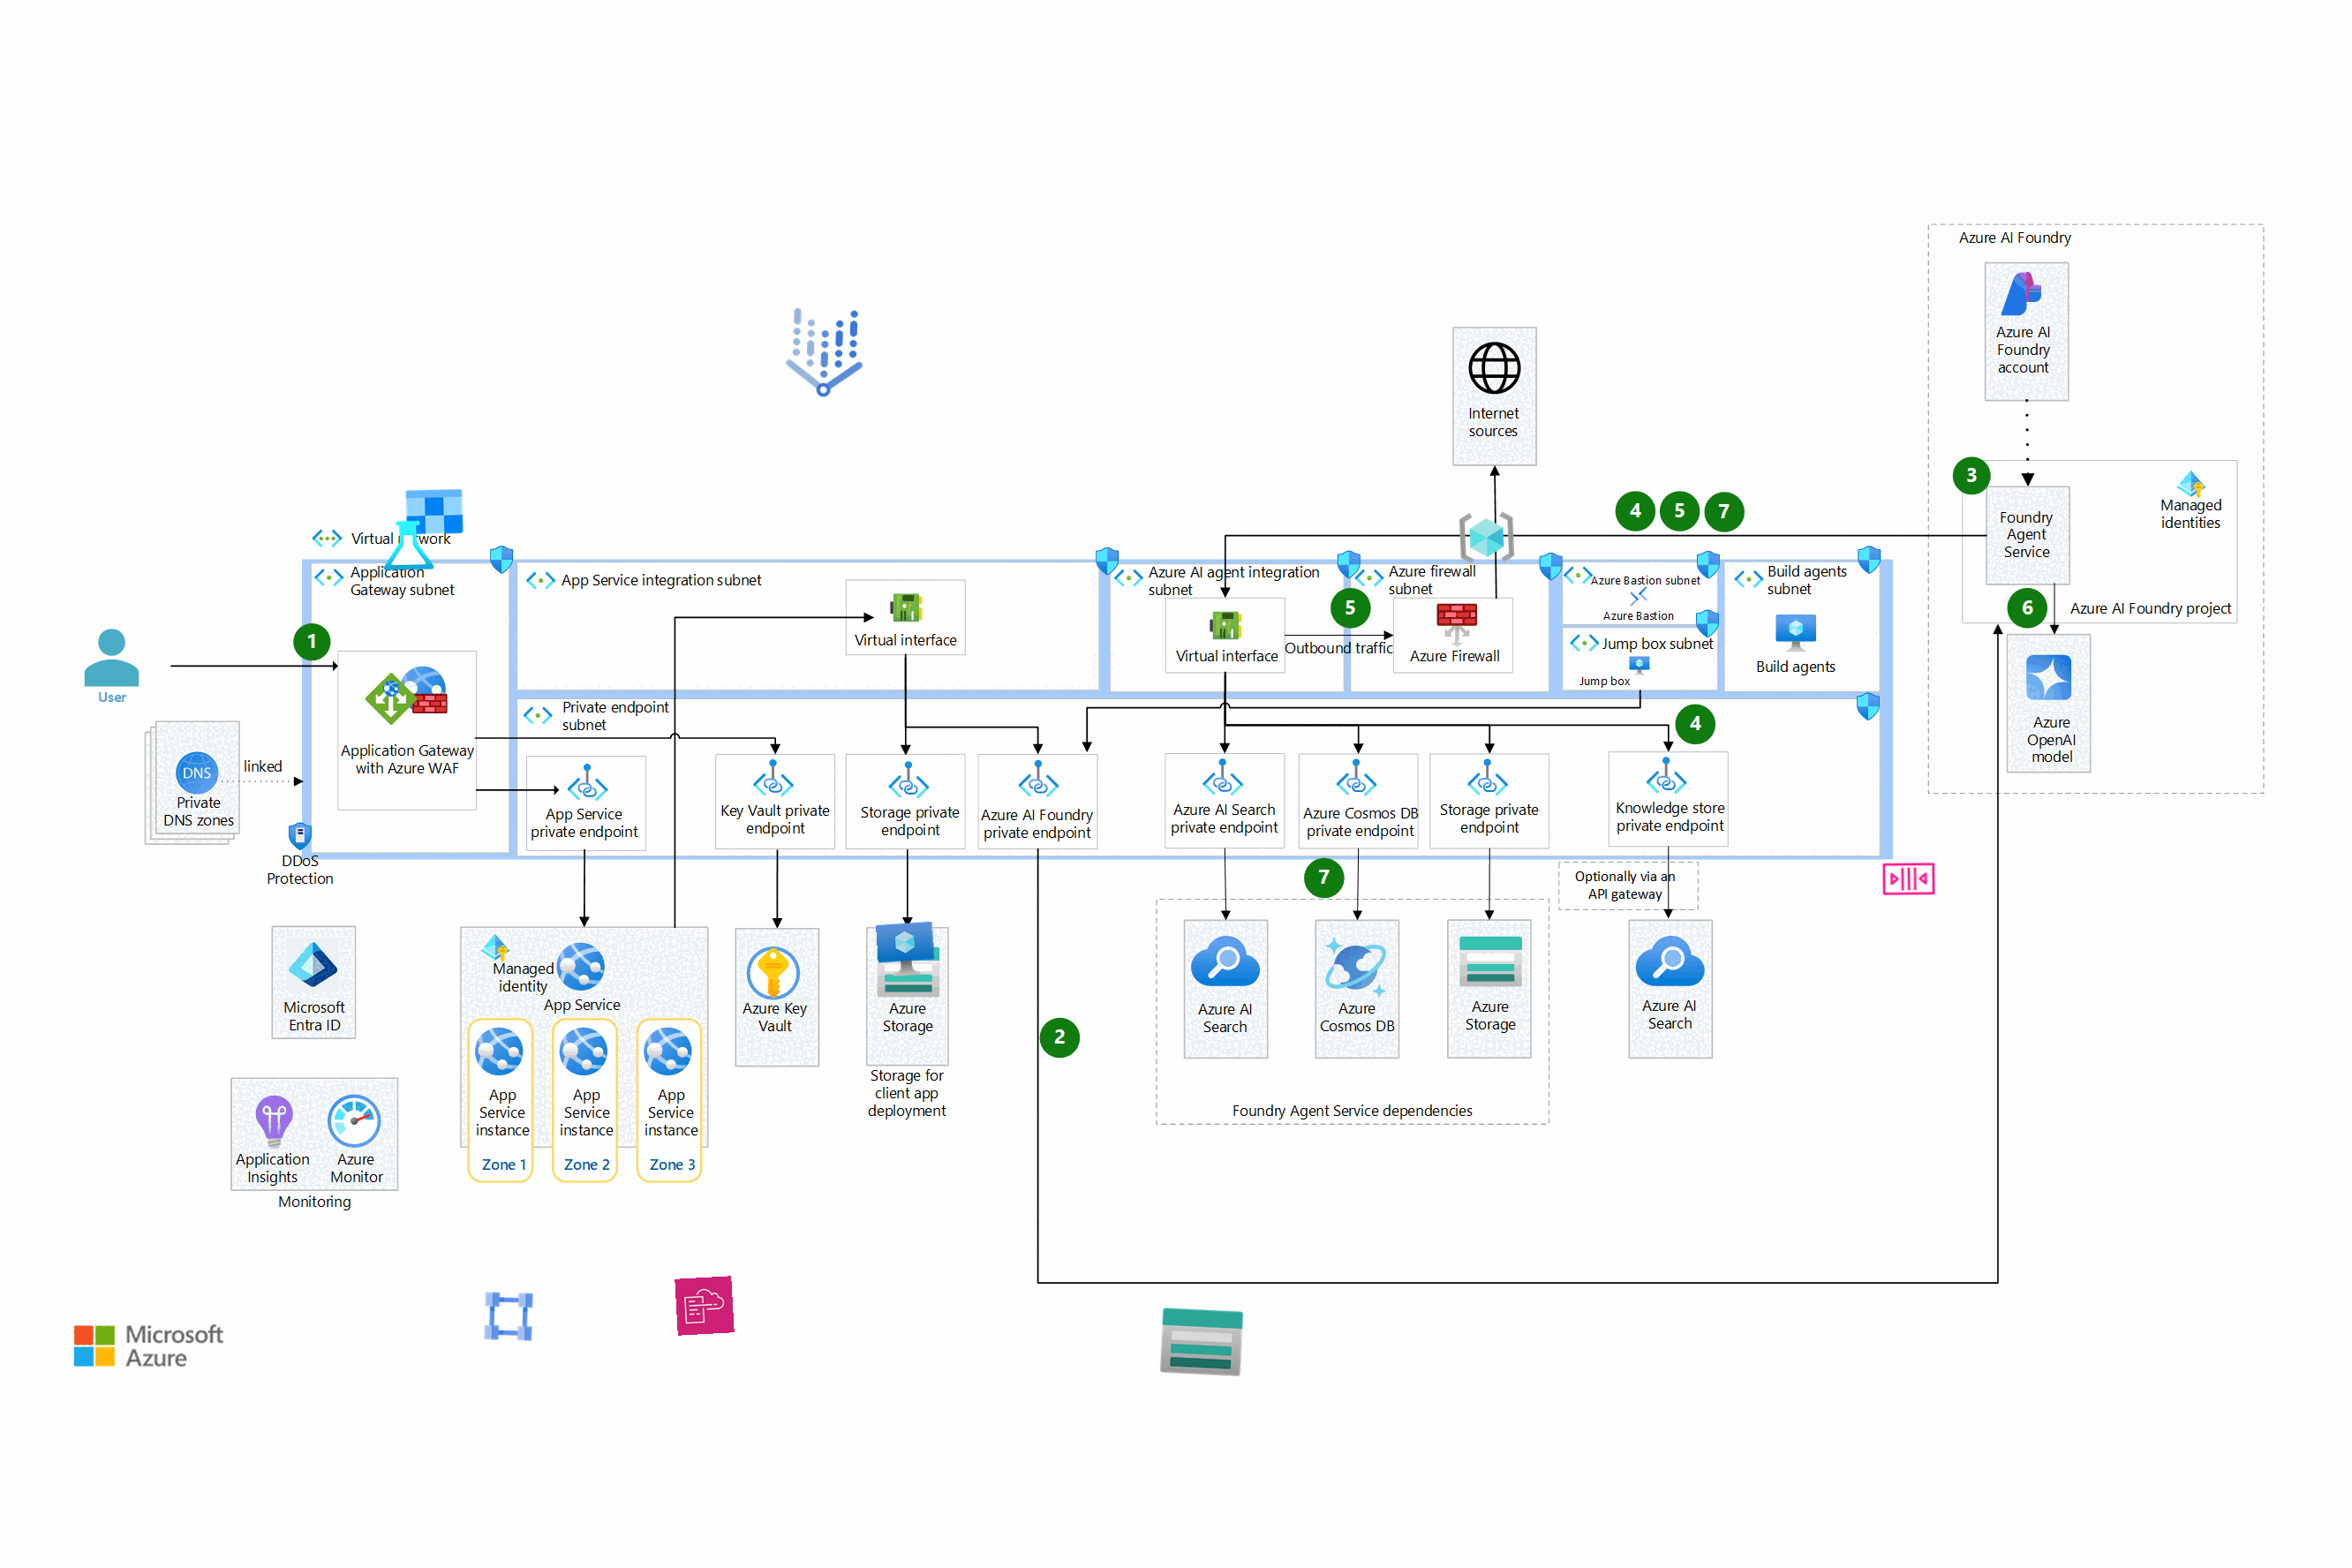 Azure AI Foundry
Azure AI
Foundry
account
Internet
sources
3
Managed
identities
Foundry
Agent
Service
4 5 7
Virtual network
Application
Gateway subnet
App Service integration subnet
Azure AI agent integration
subnet
Azure firewall
subnet
Azure Bastion subnet
Azure Bastion
Build agents
subnet
5
6
Azure AI Foundry project
1
Virtual interface
Virtual interface
Outbound traffic
Azure Firewall
Jump box subnet
Jump box
Build agents
User
Private endpoint
subnet
4
Azure
OpenAI
model
Application Gateway
with Azure WAF
linked
DNS
Private
DNS zones
App Service
private endpoint
Key Vault private
endpoint
Storage private
endpoint
Azure AI Foundry
private endpoint
Azure AI Search
private endpoint
Azure Cosmos DB
private endpoint
Storage private
endpoint
Knowledge store
private endpoint
DDoS
Protection
7
Optionally via an
API gateway
Microsoft
Entra ID
Managed
identity
App Service
Azure Key
Vault
Azure
Storage
Azure AI
Search
Azure
Cosmos DB
Azure
Storage
Azure AI
Search
2
Storage for
client app
deployment
App
Service
instance
App
Service
instance
App
Service
instance
Foundry Agent Service dependencies
Zone 1
Zone 2
Zone 3
Application
Insights
Azure
Monitor
Monitoring
Microsoft
Azure